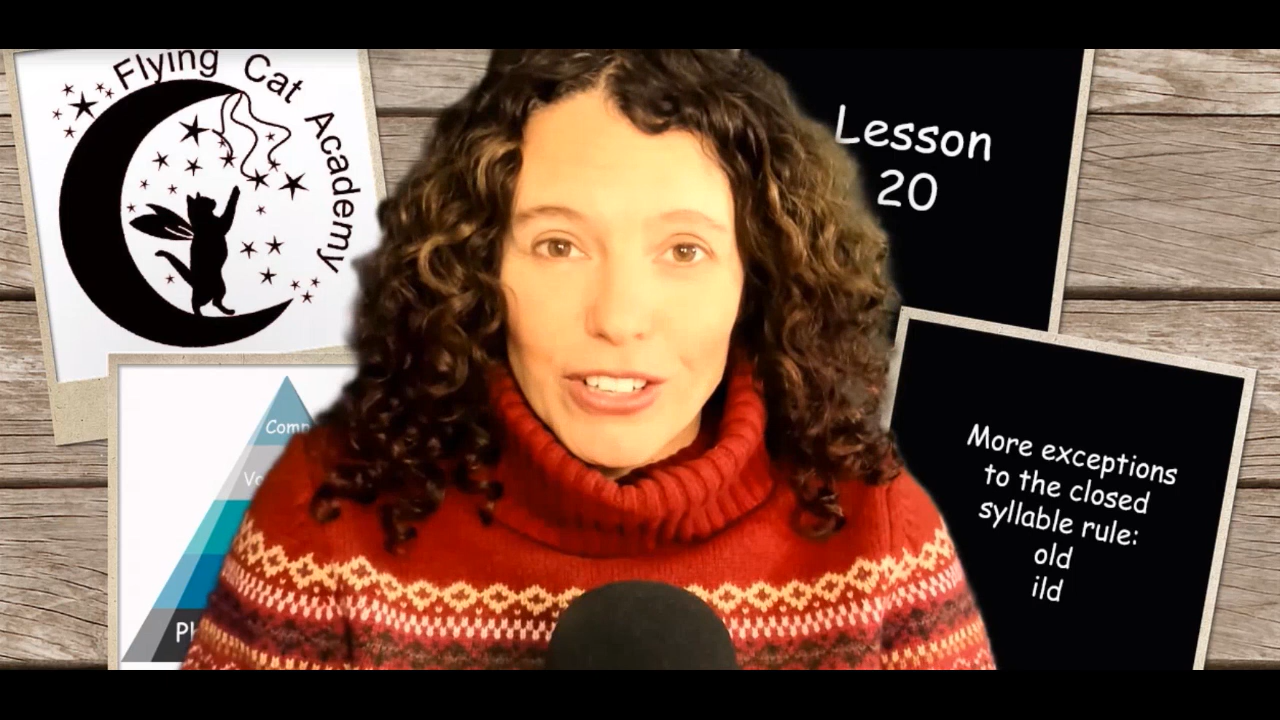 Flying Cat Academy
Lesson
20
More exceptions
to the closed
syllable rule:
old
ild